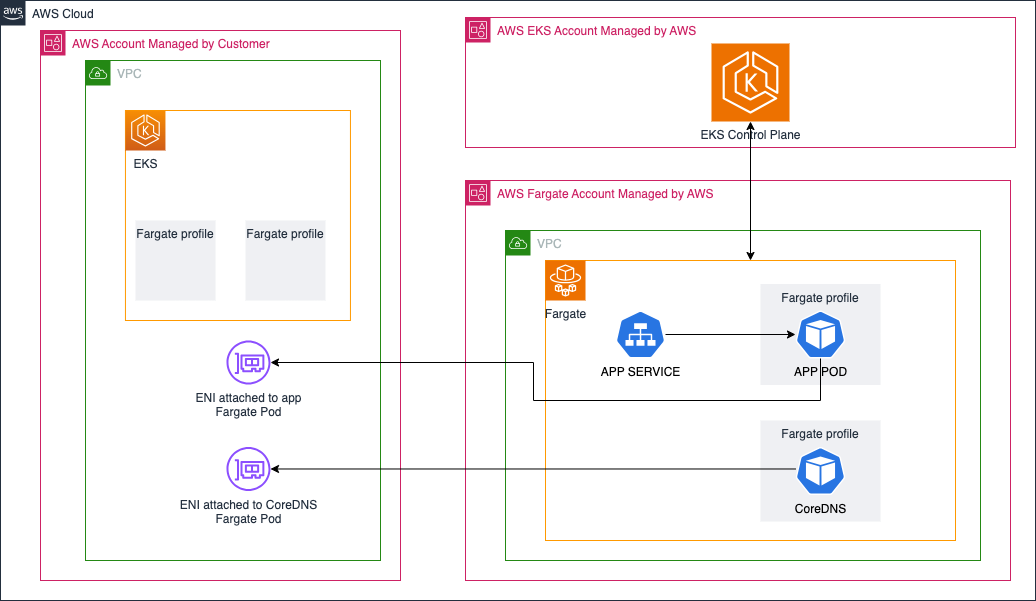 aws
AWS Cloud
AWS Account Managed by Customer
VPC
EKS
Fargate profile
Fargate profile
ENI attached to app
Fargate Pod
ENI attached to CoreDNS
Fargate Pod
AWS EKS Account Managed by AWS
K
EKS Control Plane
AWS Fargate Account Managed by AWS
VPC
Fargate
Fargate profile
APP SERVICE
APP POD
Fargate profile
CoreDNS